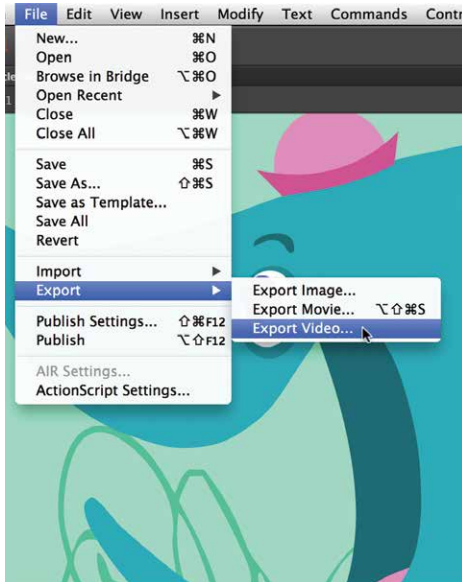 File Edit View Insert Modify Text Commands Contr
New... ⌘N
Open ⌘O
Browse in Bridge ⌥⌘O
Open Recent ▶
Close ⌘W
Close All ⌥⌘W
Save ⌘S
Save As... ⇧⌘S
Save as Template...
Save All
Revert
Import ▶
Export ▶
Export Image...
Export Movie... ⌥⇧⌘S
Export Video...
Publish Settings... ⇧⌘F12
Publish ⌥⇧F12
AIR Settings...
ActionScript Settings...